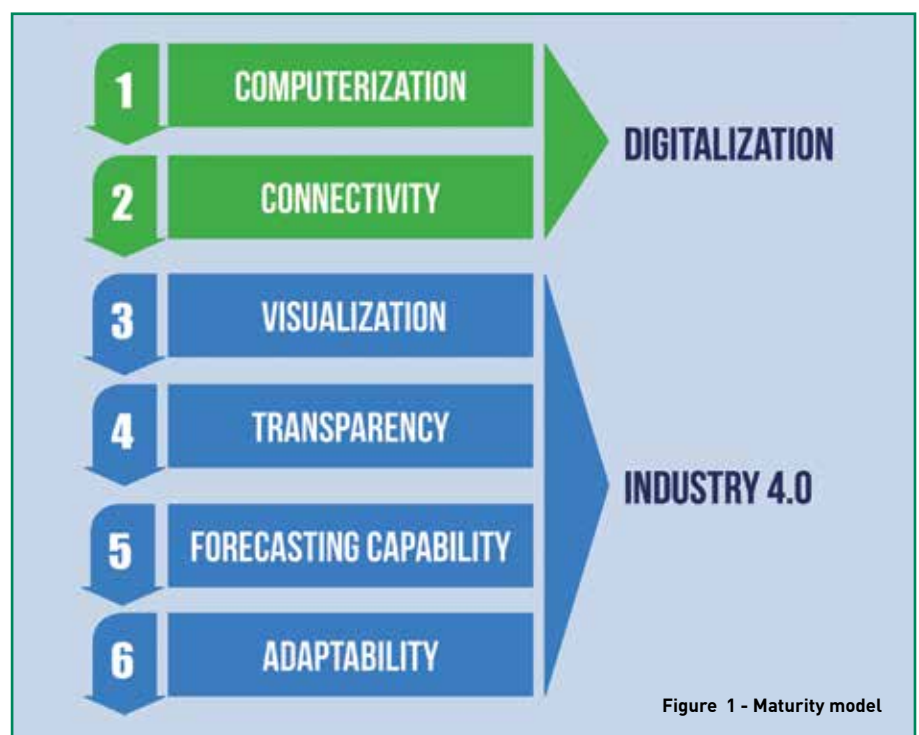 1 COMPUTERIZATION
2 CONNECTIVITY
DIGITALIZATION
3 VISUALIZATION
4 TRANSPARENCY
5 FORECASTING CAPABILITY
6 ADAPTABILITY
INDUSTRY 4.0
Figure 1 - Maturity model